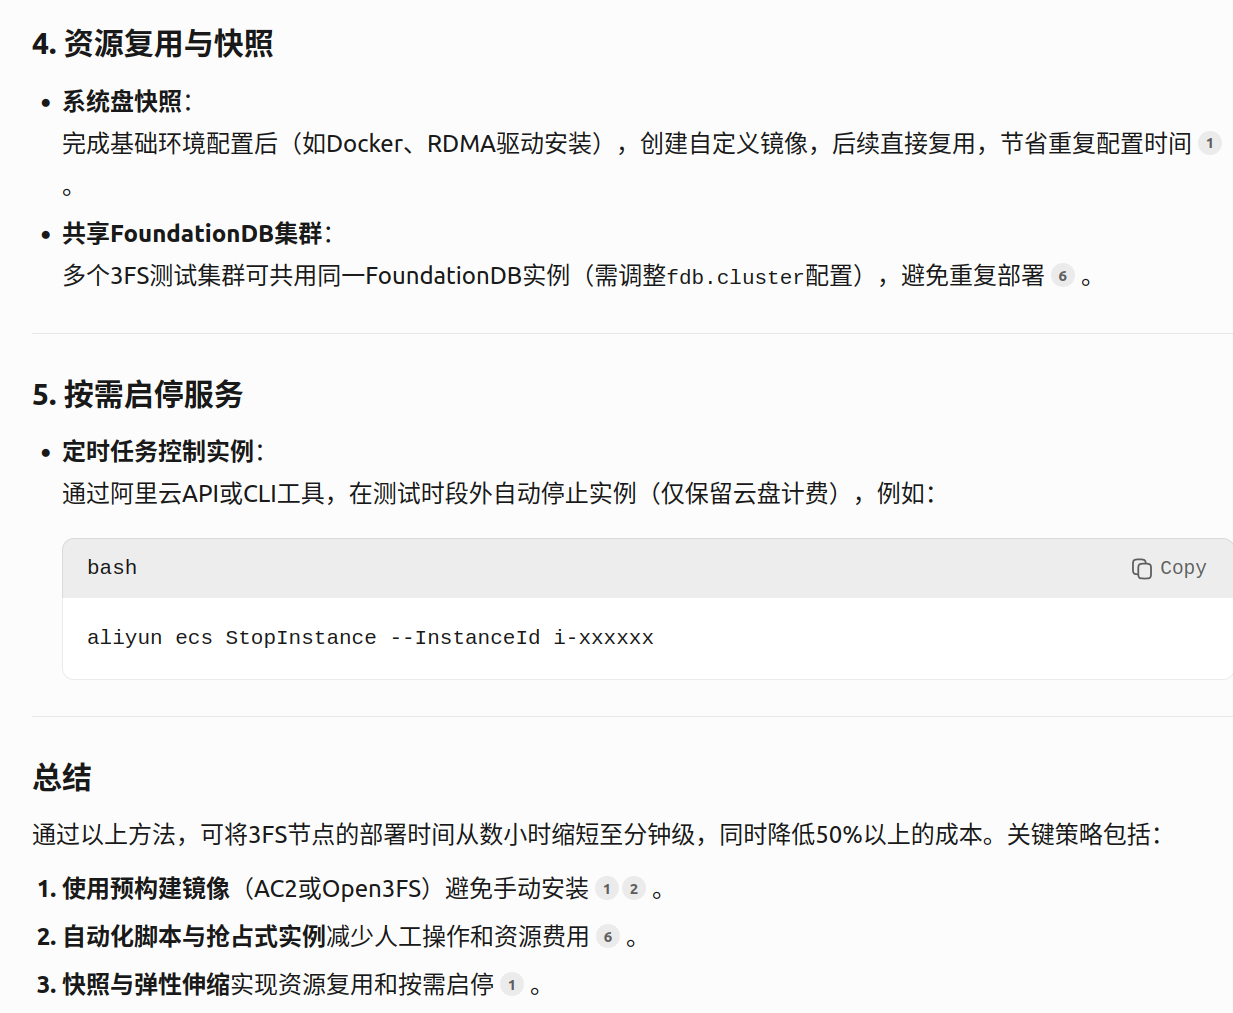 4. 资源复用与快照
系统盘快照：
完成基础环境配置后（如Docker、RDMA驱动安装），创建自定义镜像，后续直接复用，节省重复配置时间 1
。
共享FoundationDB集群：
多个3FS测试集群可共用同一FoundationDB实例（需调整fdb.cluster配置），避免重复部署 6 。
5. 按需启停服务
定时任务控制实例：
通过阿里云API或CLI工具，在测试时段外自动停止实例（仅保留云盘计费），例如：
bash Copy
aliyun ecs StopInstance --InstanceId i-xxxxxx
总结
通过以上方法，可将3FS节点的部署时间从数小时缩短至分钟级，同时降低50%以上的成本。关键策略包括：
1. 使用预构建镜像（AC2或Open3FS）避免手动安装 1 2 。
2. 自动化脚本与抢占式实例减少人工操作和资源费用 6 。
3. 快照与弹性伸缩实现资源复用和按需启停 1 。